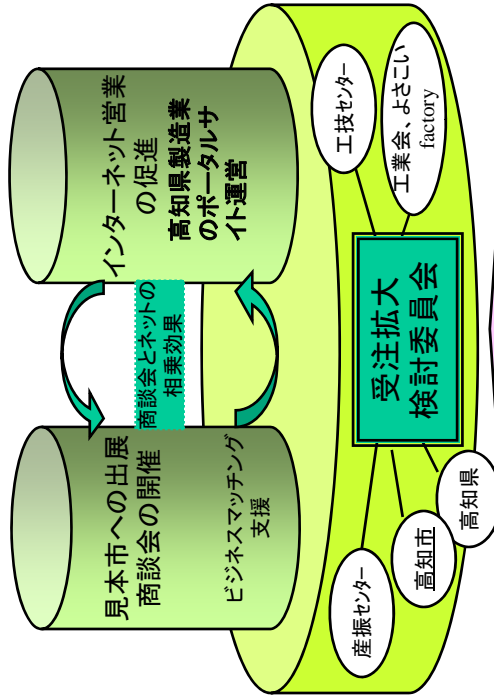 見本市への出展
商談会の開催
ビジネスマッチング
支援
商談会とネットの
相乗効果
インターネット営業
の促進
高知県製造業
のポータルサ
イト運営
受注拡大
検討委員会
産振センター
高知市
高知県
工技センター
工業会、よさこい
factory